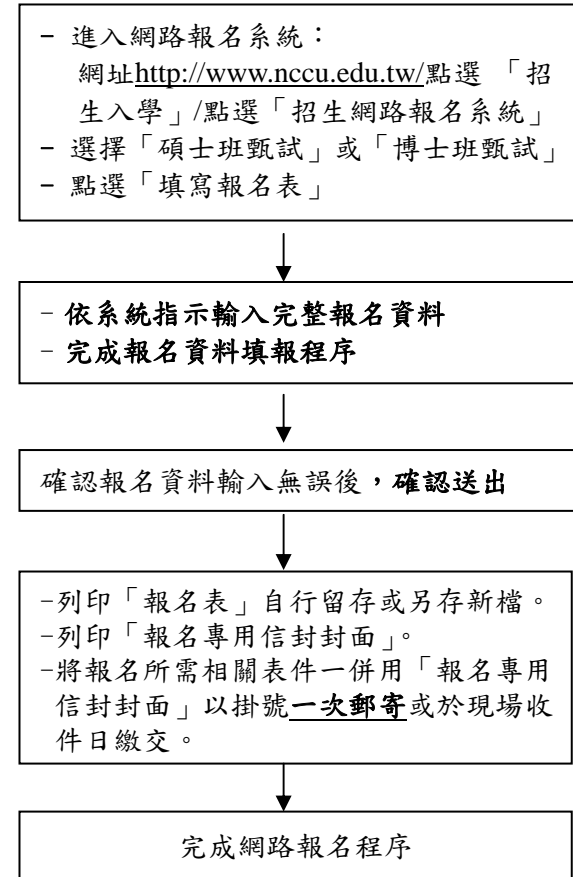 - 進入網路報名系統：
網址http://www.nccu.edu.tw/點選 「招
生入學」/點選「招生網路報名系統」
- 選擇「碩士班甄試」或「博士班甄試」
- 點選「填寫報名表」
- 依系統指示輸入完整報名資料
- 完成報名資料填報程序
確認報名資料輸入無誤後，確認送出
-列印「報名表」自行留存或另存新檔。
-列印「報名專用信封封面」。
-將報名所需相關表件一併用「報名專用
信封封面」以掛號一次郵寄或於現場收
件日繳交。
完成網路報名程序